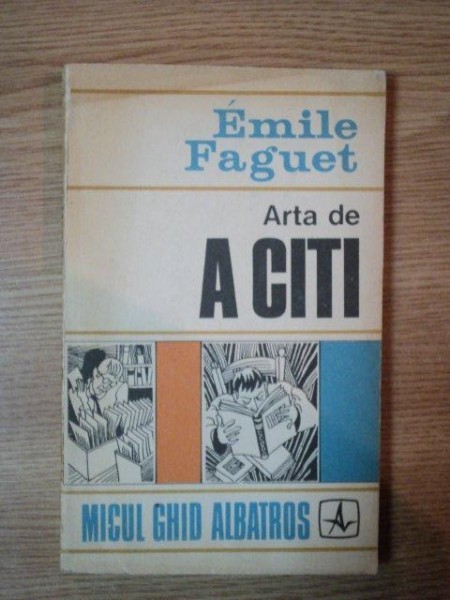 Émile
Faguet
Arta de
A CITI
MICUL GHID ALBATROS